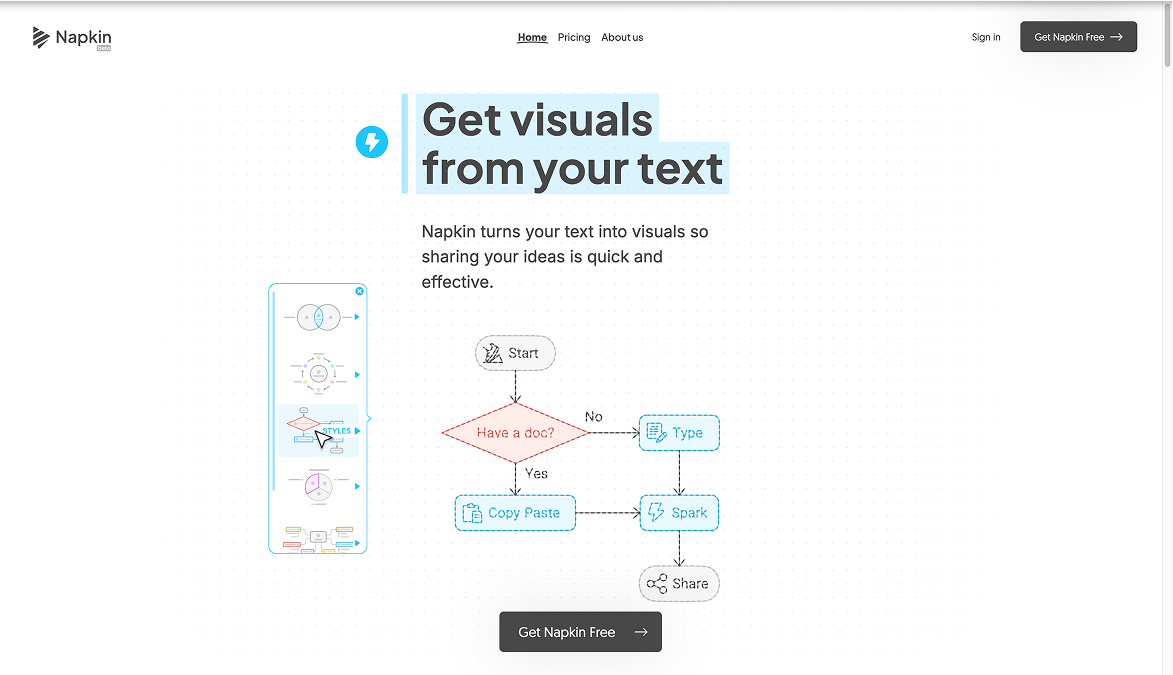 Napkin
beta
Home Pricing About us
Sign in
Get Napkin Free
Get visuals
from your text
Napkin turns your text into visuals so
sharing your ideas is quick and
effective.
STYLES
Start
Have a doc?
No
Type
Yes
Copy Paste
Spark
Share
Get Napkin Free